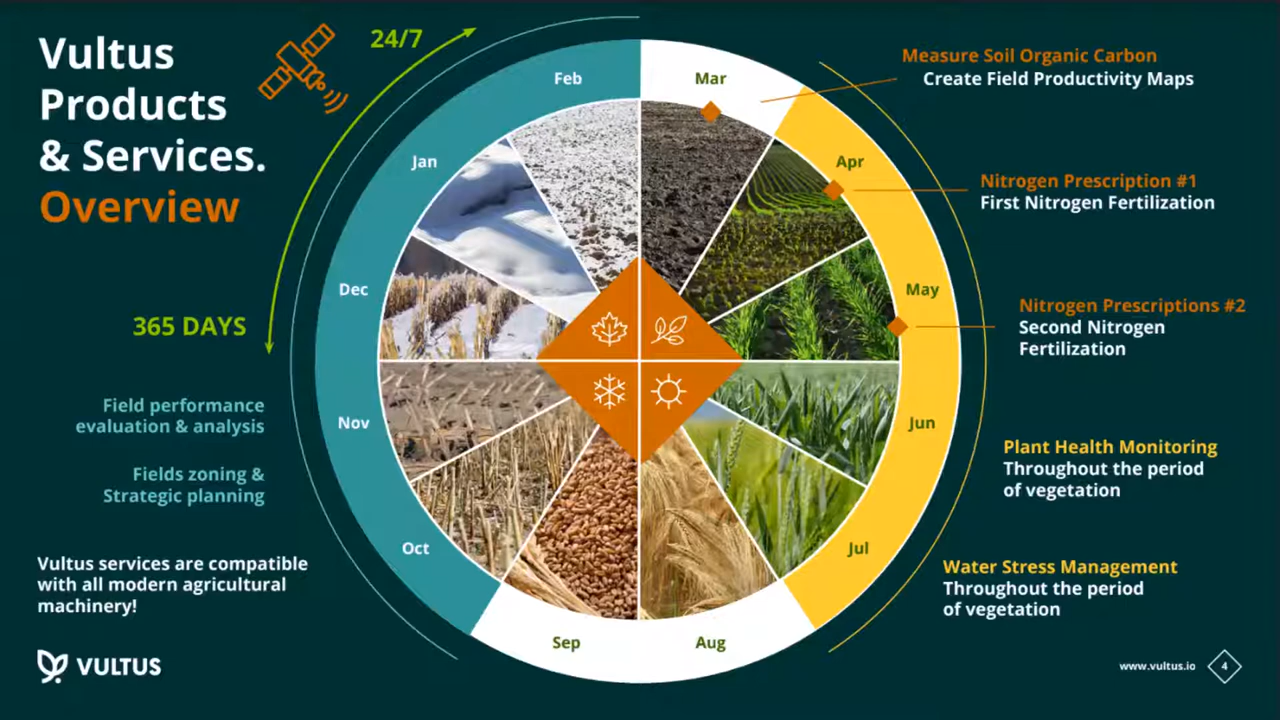 Vultus
Products
& Services.
Overview
24/7
365 DAYS
Field performance
evaluation & analysis
Fields zoning &
Strategic planning
Vultus services are compatible
with all modern agricultural
machinery!
VULTUS
Jan
Feb
Mar
Apr
May
Jun
Jul
Aug
Sep
Oct
Nov
Dec
Measure Soil Organic Carbon
Create Field Productivity Maps
Nitrogen Prescription #1
First Nitrogen Fertilization
Nitrogen Prescriptions #2
Second Nitrogen
Fertilization
Plant Health Monitoring
Throughout the period
of vegetation
Water Stress Management
Throughout the period
of vegetation
www.vultus.io
4